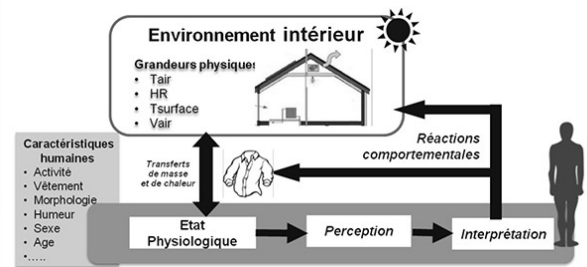 Environnement intérieur
Grandeurs physiques
• Tair
• HR
• Tsurface
• Vair
Caractéristiques
humaines
• Activité
• Vêtement
• Morphologie
• Humeur
• Sexe
• Age
•.....
Transferts
de masse
et de chaleur
Réactions
comportementales
Etat
Physiologique
Perception
Interprétation